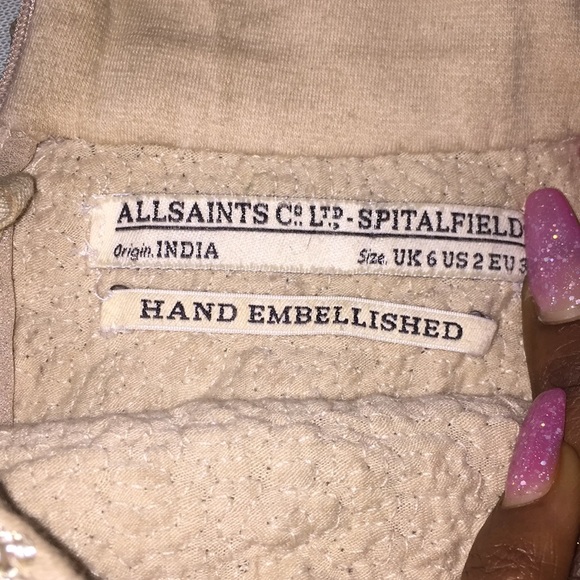 ALLSAINTS Cº LTD - SPITALFIELD
Origin. INDIA Size. UK 6 US 2 EU 3
HAND EMBELLISHED